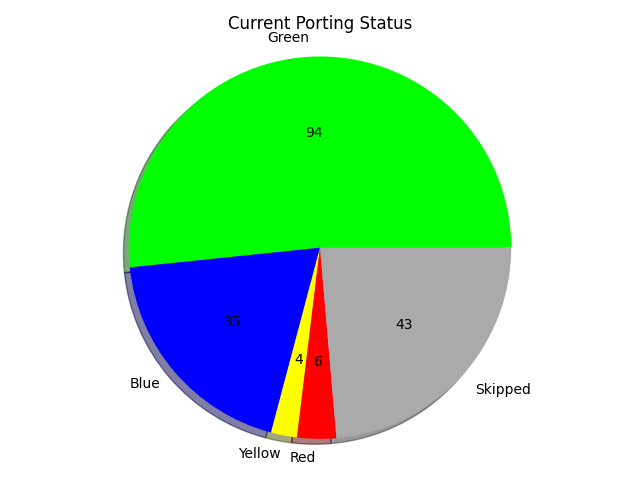 Current Porting Status
Green
94
35
43
4
6
Blue
Skipped
Yellow
Red